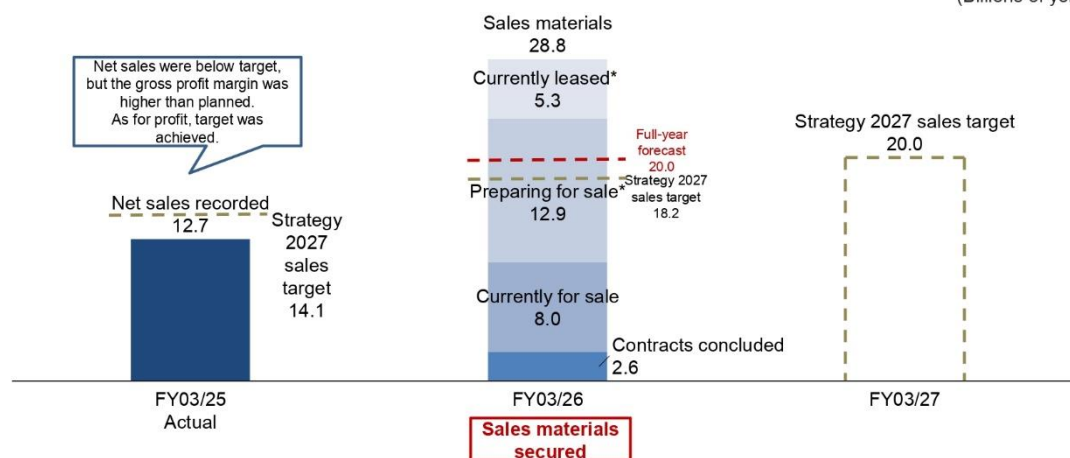 (Billions of ye
Sales materials
28.8
Net sales were below target,
but the gross profit margin was
higher than planned.
As for profit, target was
achieved.
Currently leased*
5.3
Full-year
forecast
20.0
Strategy 2027 sales target
20.0
Preparing for sale*
12.9
Strategy 2027
sales target
18.2
Net sales recorded
12.7
Strategy
2027
sales
target
14.1
Currently for sale
8.0
Contracts concluded
2.6
FY03/25
Actual
FY03/26
FY03/27
Sales materials
secured